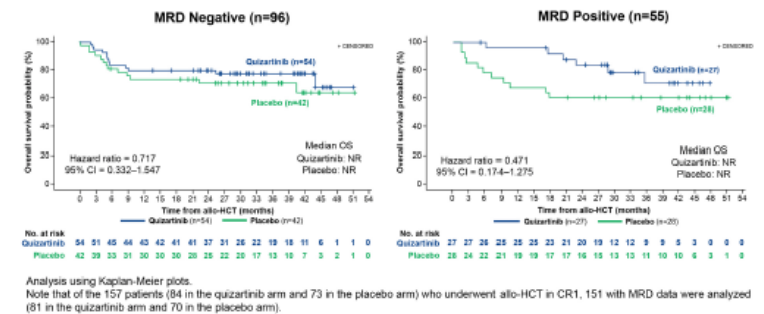 MRD Negative (n=96)
+ CENSORED
100
80
60
40
20
0
Overall survival probability (%)
Quizartinib (n=54)
Placebo (n=42)
Hazard ratio = 0.717
95% CI = 0.332–1.547
Median OS
Quizartinib: NR
Placebo: NR
0 3 6 9 12 15 18 21 24 27 30 33 36 39 42 45 48 51 54
Time from allo-HCT (months)
Quizartinib (n=54) Placebo (n=42)
No. at risk
Quizartinib 54 51 45 44 43 42 41 41 37 31 26 22 19 18 11 6 1 1 0
Placebo 42 39 33 31 30 30 30 28 25 22 20 17 13 10 7 3 2 1 0
MRD Positive (n=55)
+ CENSORED
100
80
60
40
20
0
Overall survival probability (%)
Quizartinib (n=27)
Placebo (n=28)
Hazard ratio = 0.471
95% CI = 0.174–1.275
Median OS
Quizartinib: NR
Placebo: NR
0 3 6 9 12 15 18 21 24 27 30 33 36 39 42 45 48 51 54
Time from allo-HCT (months)
Quizartinib (n=27) Placebo (n=28)
No. at risk
Quizartinib 27 27 26 25 25 25 23 21 20 19 12 12 9 9 5 3 0 0 0
Placebo 28 24 22 21 19 19 17 17 16 15 13 13 11 10 10 6 3 1 0
Analysis using Kaplan-Meier plots.
Note that of the 157 patients (84 in the quizartinib arm and 73 in the placebo arm) who underwent allo-HCT in CR1, 151 with MRD data were analyzed
(81 in the quizartinib arm and 70 in the placebo arm).